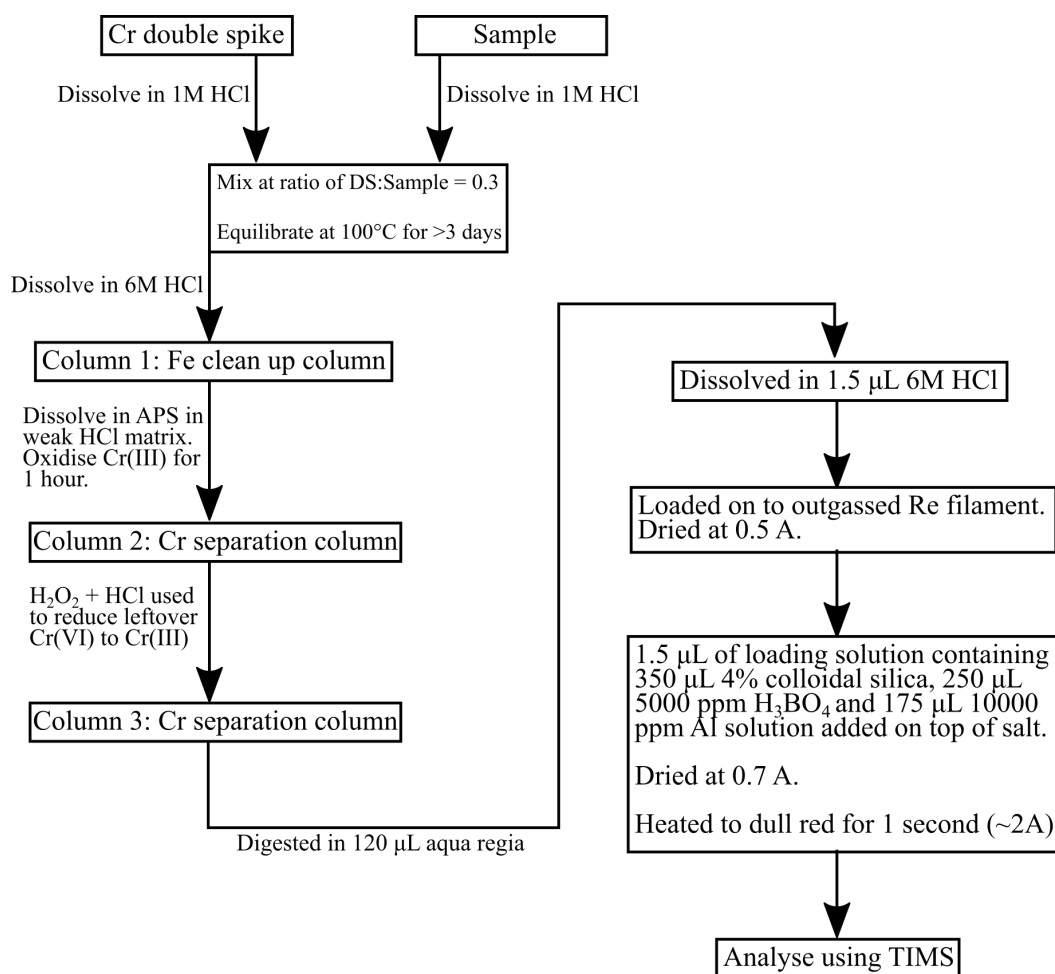 Cr double spike
Sample
Dissolve in 1M HCl
Dissolve in 1M HCl
Mix at ratio of DS:Sample = 0.3
Equilibrate at 100°C for >3 days
Dissolve in 6M HCl
Column 1: Fe clean up column
Dissolve in APS in
weak HCl matrix.
Oxidise Cr(III) for
1 hour.
Column 2: Cr separation column
H₂O₂ + HCl used
to reduce leftover
Cr(VI) to Cr(III)
Column 3: Cr separation column
Digested in 120 μL aqua regia
Dissolved in 1.5 μL 6M HCl
Loaded on to outgassed Re filament.
Dried at 0.5 A.
1.5 μL of loading solution containing
350 μL 4% colloidal silica, 250 μL
5000 ppm H₃BO₄ and 175 μL 10000
ppm Al solution added on top of salt.
Dried at 0.7 A.
Heated to dull red for 1 second (~2A)
Analyse using TIMS